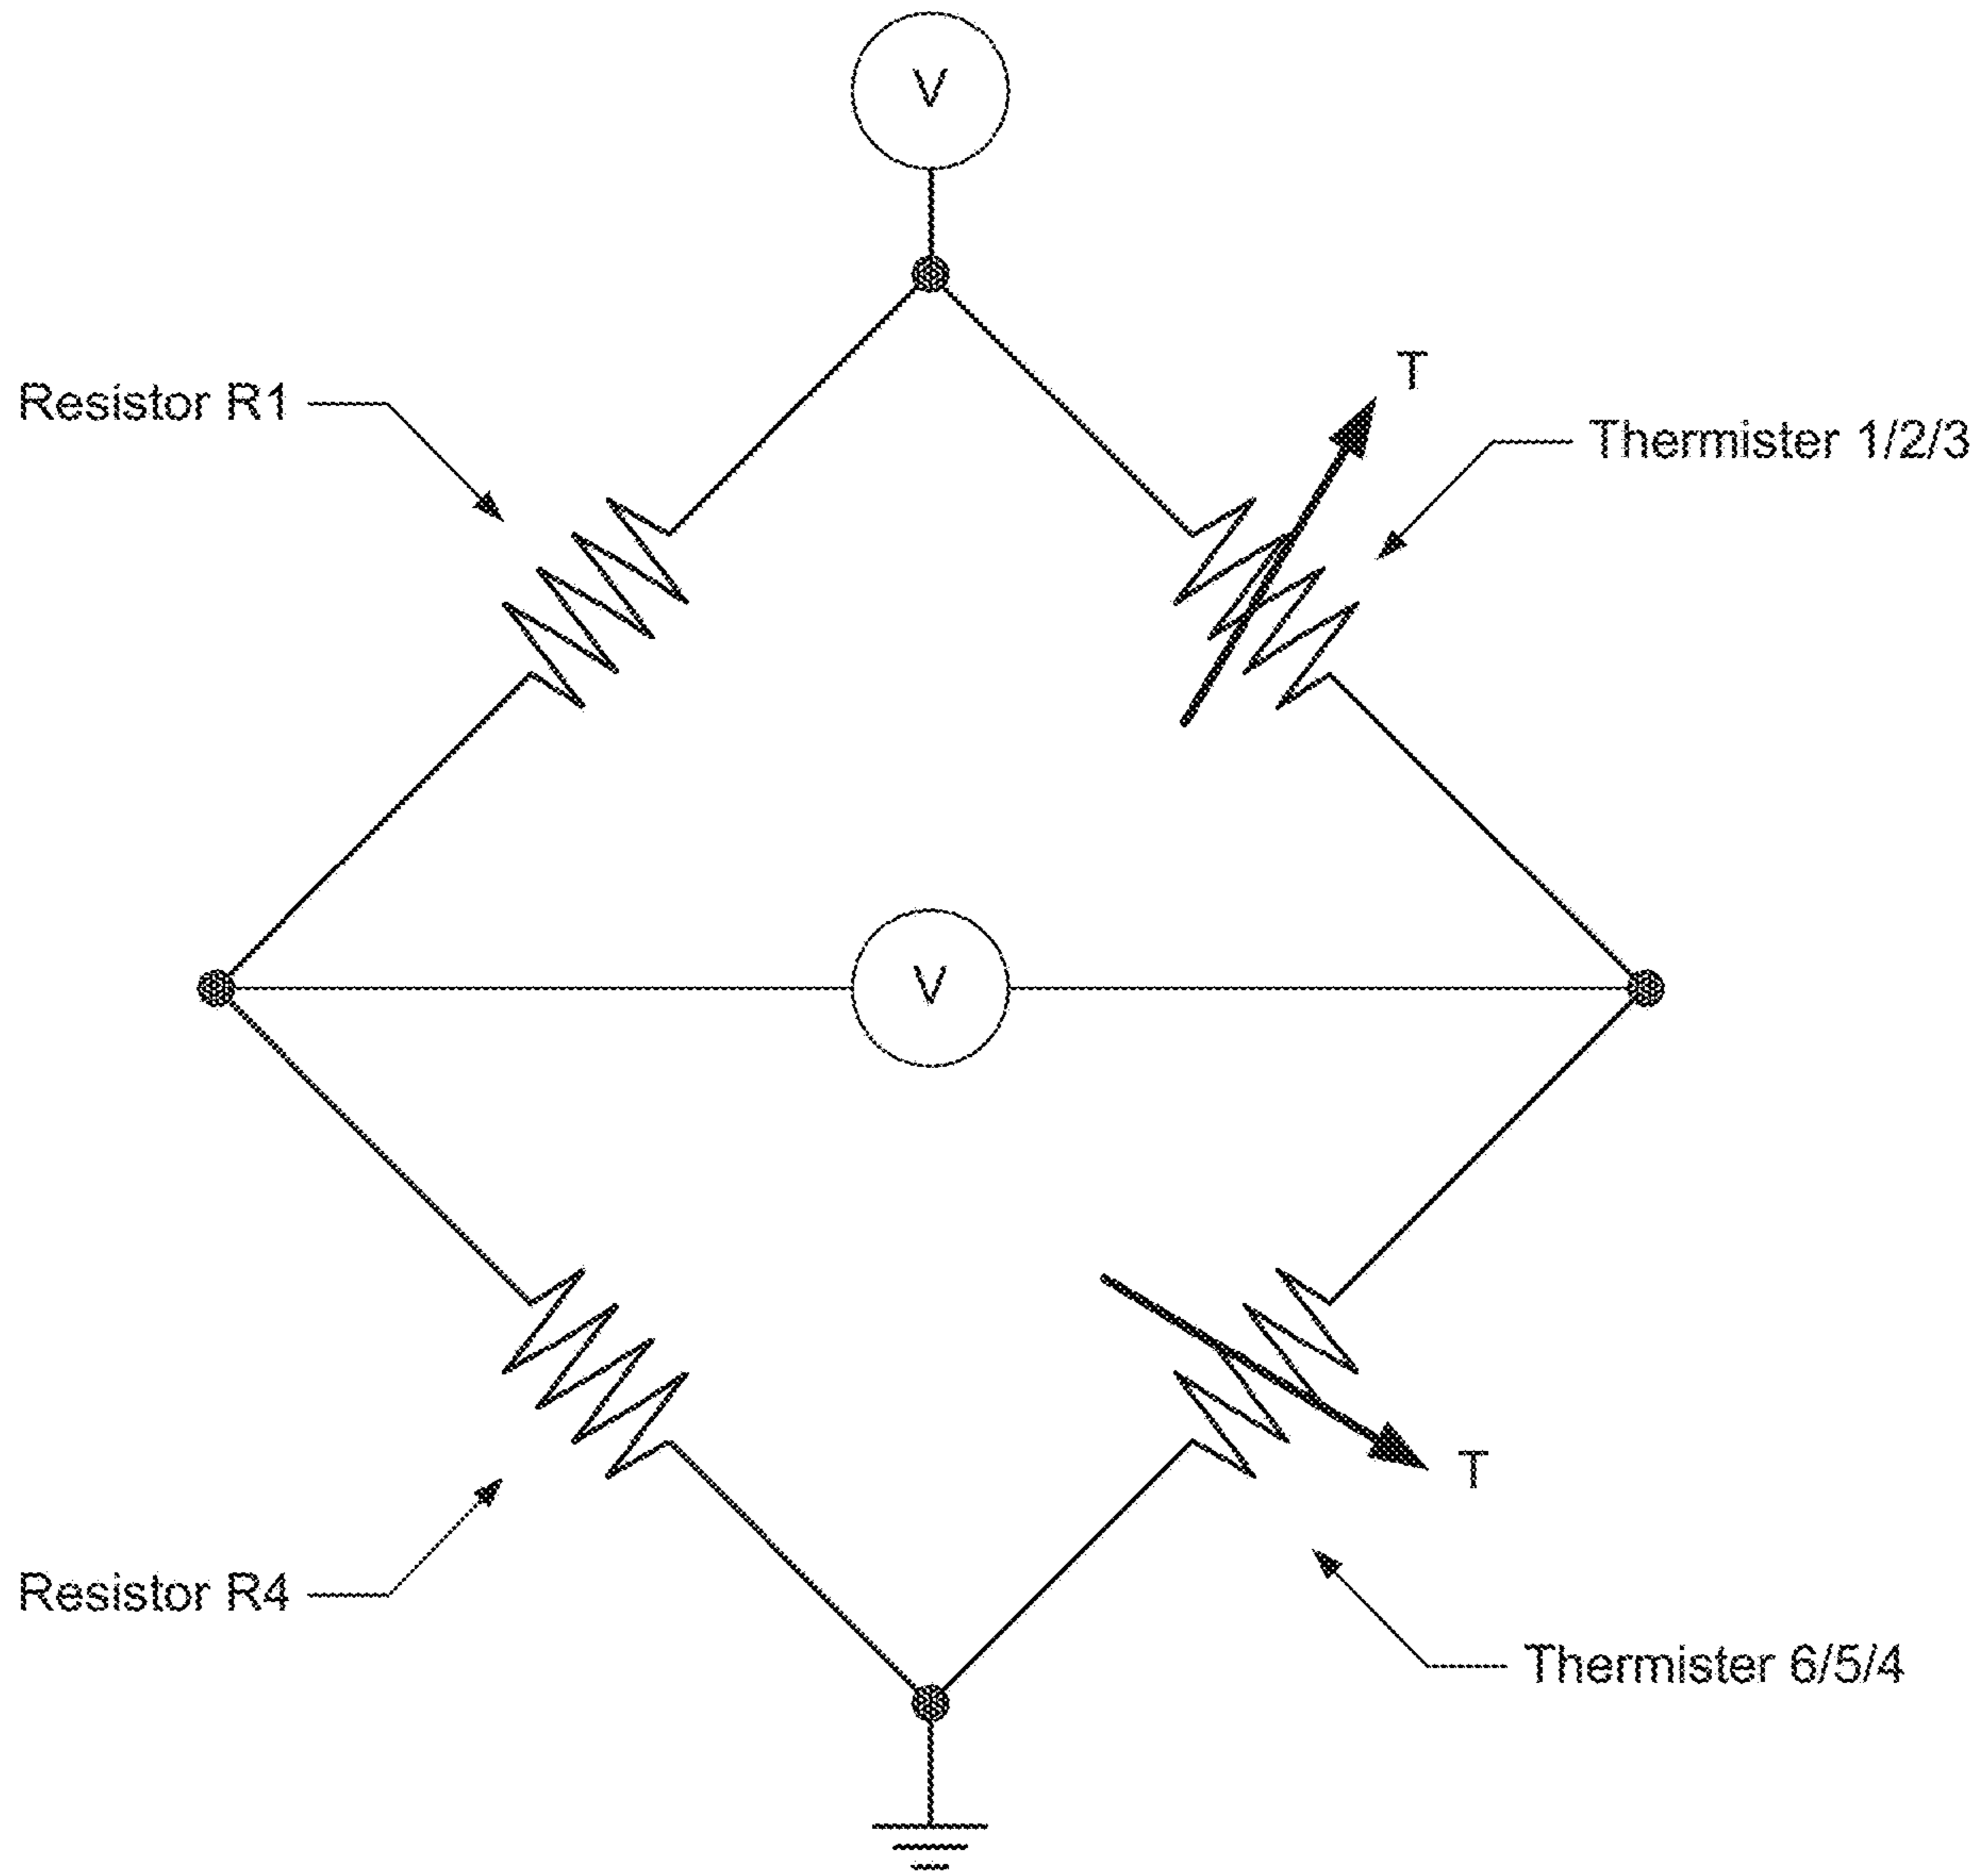 V
T
Resistor R1
Thermister 1/2/3
V
T
Resistor R4
Thermister 6/5/4